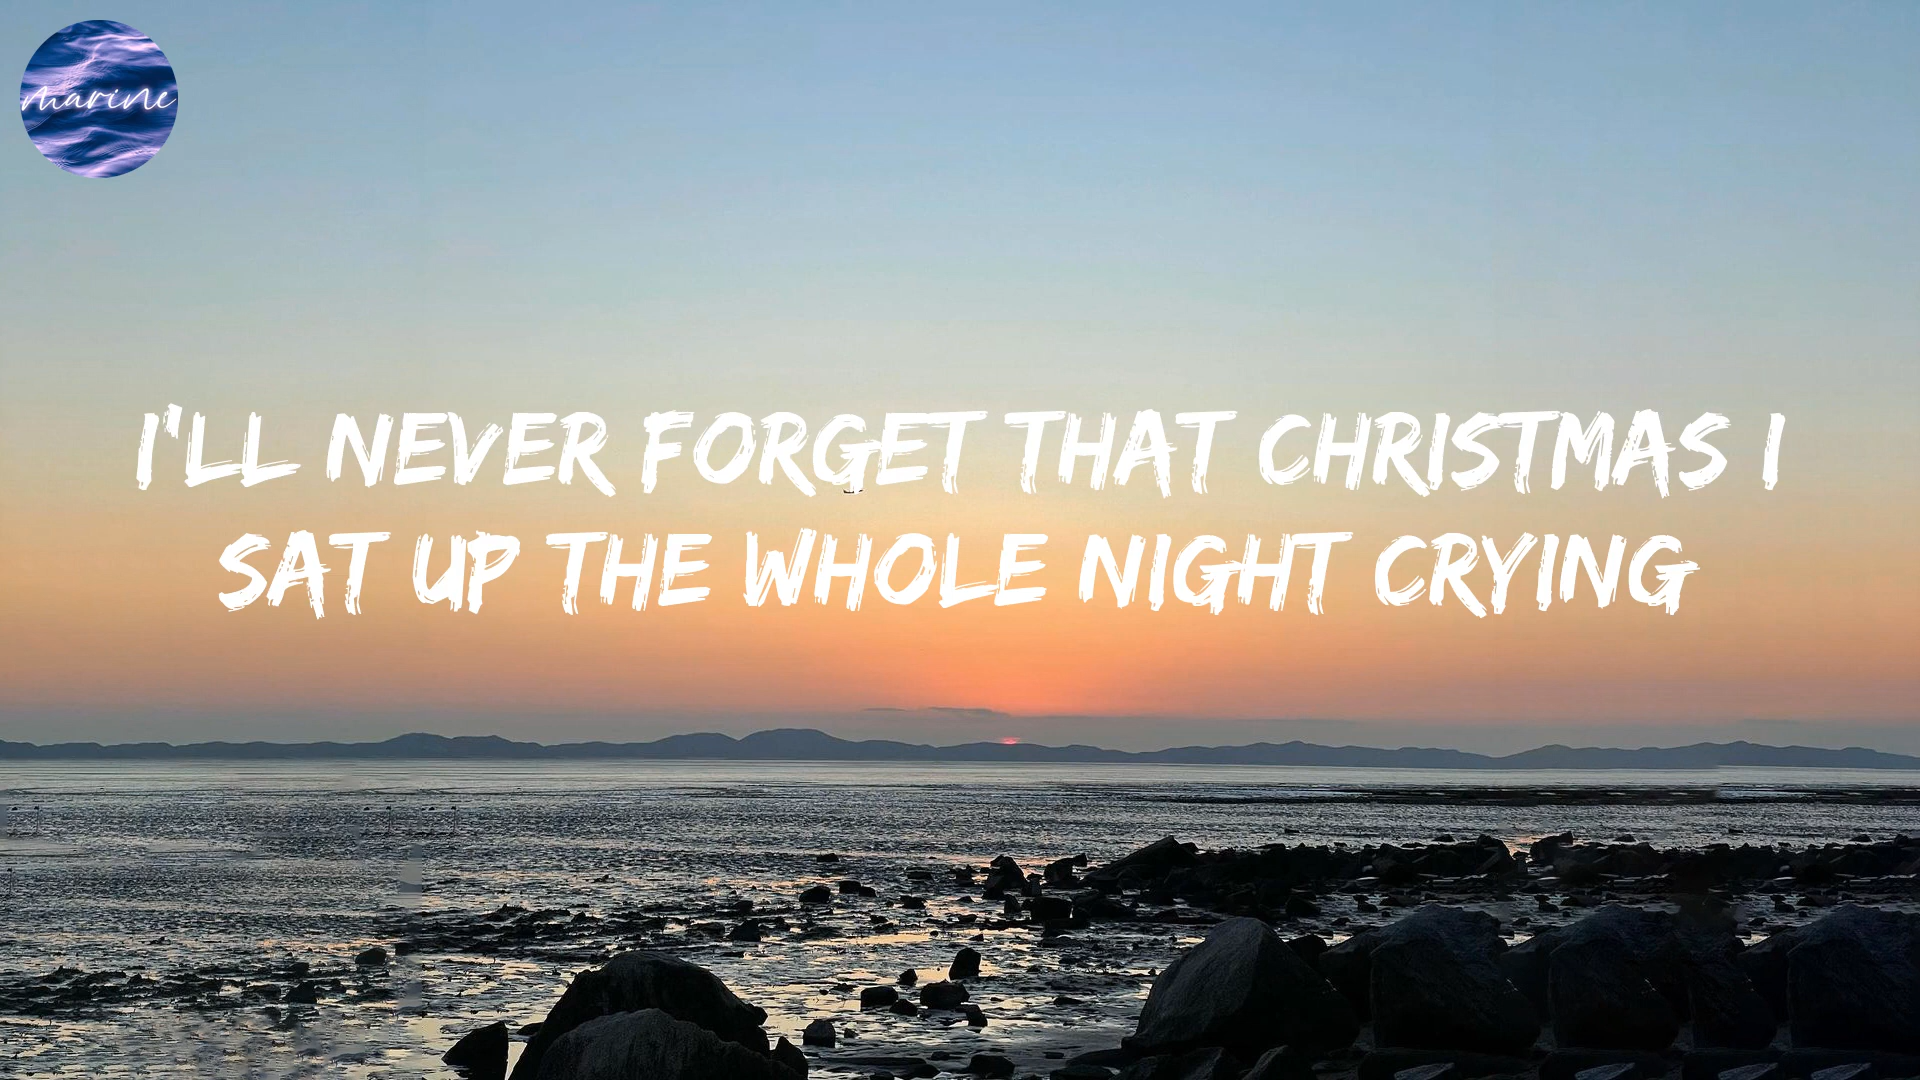 marine
I'LL NEVER FORGET THAT CHRISTMAS I
SAT UP THE WHOLE NIGHT CRYING